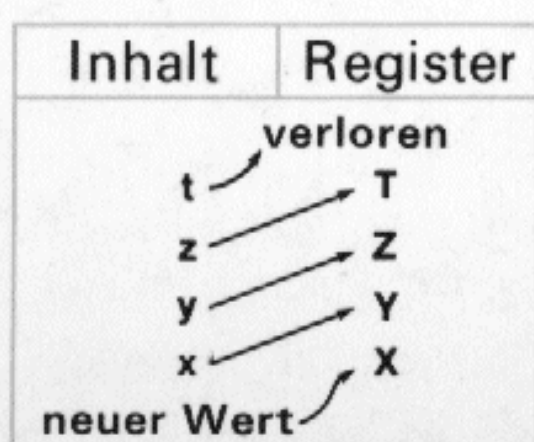 Inhalt Register
verloren
t T
z Z
y Y
x X
neuer Wert